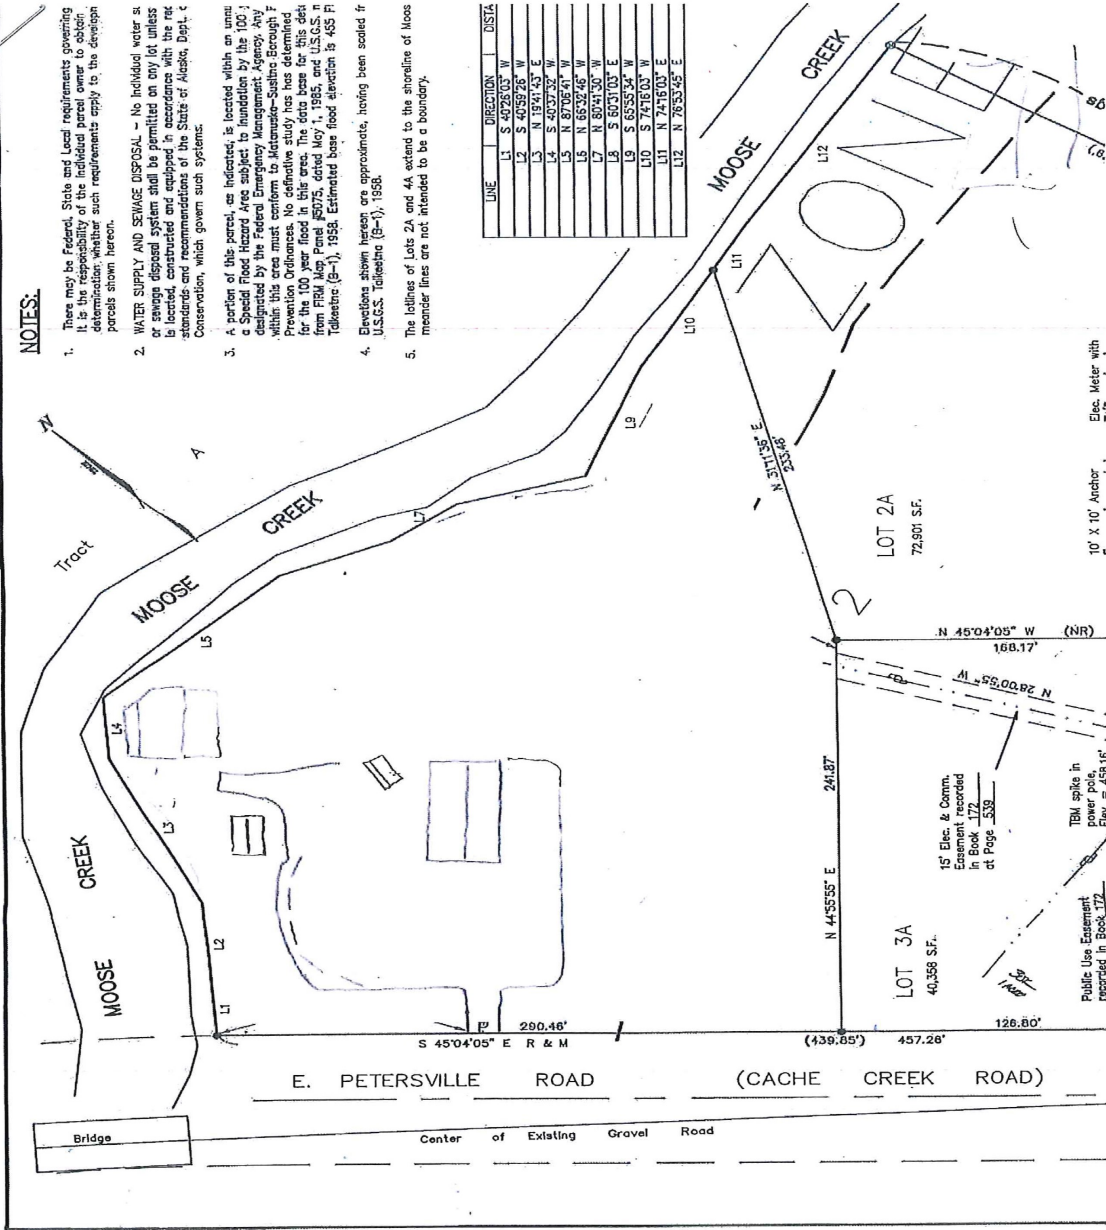 NOTES:
1. There may be Federal, State and Local requirements governing
It is the responsibility of the individual parcel owner to obtain
determination whether such requirements apply to the
parcels shown hereon.
2. WATER SUPPLY AND SEWAGE DISPOSAL - No individual water
or sewage disposal system shall be permitted on any lot unless
is located, constructed and equipped in accordance with the
standards and recommendations of the State of Alaska, Dept.
Conservation, which govern such systems.
3. A portion of this parcel, as indicated, is located within an
a Special Flood Hazard Area subject to inundation by the 100
designated by the Federal Emergency Management Agency. Any
within this area must conform to Matanuska-Susitna Borough
Prevention Ordinances. No definitive study has has determined
for the 100 year flood in this area. The data base for this
from FIRM Map, Panel #5075, dated May 1, 1985, and U.S.G.S.
Talkeetna (B-1), 1958. Estimated base flood elevation is 455
4. Elevations shown hereon are approximate, having been scaled
U.S.G.S. Talkeetna (B-1), 1958.
5. The lotlines of Lots 2A and 4A extend to the shoreline of Moos
meander lines are not intended to be a boundary.
LINE DIRECTION DISTA
L1 S 40°26'03" W
L2 S 40°59'26" W
L3 N 19°41'43" E
L4 S 40°37'32" W
L5 N 87°06'41" W
L6 N 66°32'46" W
L7 N 80°41'30" W
L8 S 60°31'03" E
L9 S 65°55'34" W
L10 S 74°16'03" W
L11 N 74°16'03" E
L12 N 76°53'45" E
N
Tract A
MOOSE CREEK
MOOSE CREEK
MOOSE CREEK
ZONE
L1
L2
L3
L4
L5
L7
L9
L10
L11
L12
N 31°11'36" E
233.48'
LOT 2A
72,901 S.F.
2
N 45°04'05" W (NR)
168.17'
N 28°00'55" W
10' X 10' Anchor
Elec. Meter with
241.87'
N 44°55'55" E
15' Elec. & Comm.
Easement recorded
in Book 172
at Page 539
TBM spike in
power pole,
Elev. = 458.16'
LOT 3A
40,358 S.F.
Public Use Easement
recorded in Book 172
290.46'
S 45°04'05" E R & M
(439.85') 457.26'
126.80'
E. PETERSVILLE ROAD (CACHE CREEK ROAD)
Bridge
Center of Existing Gravel Road